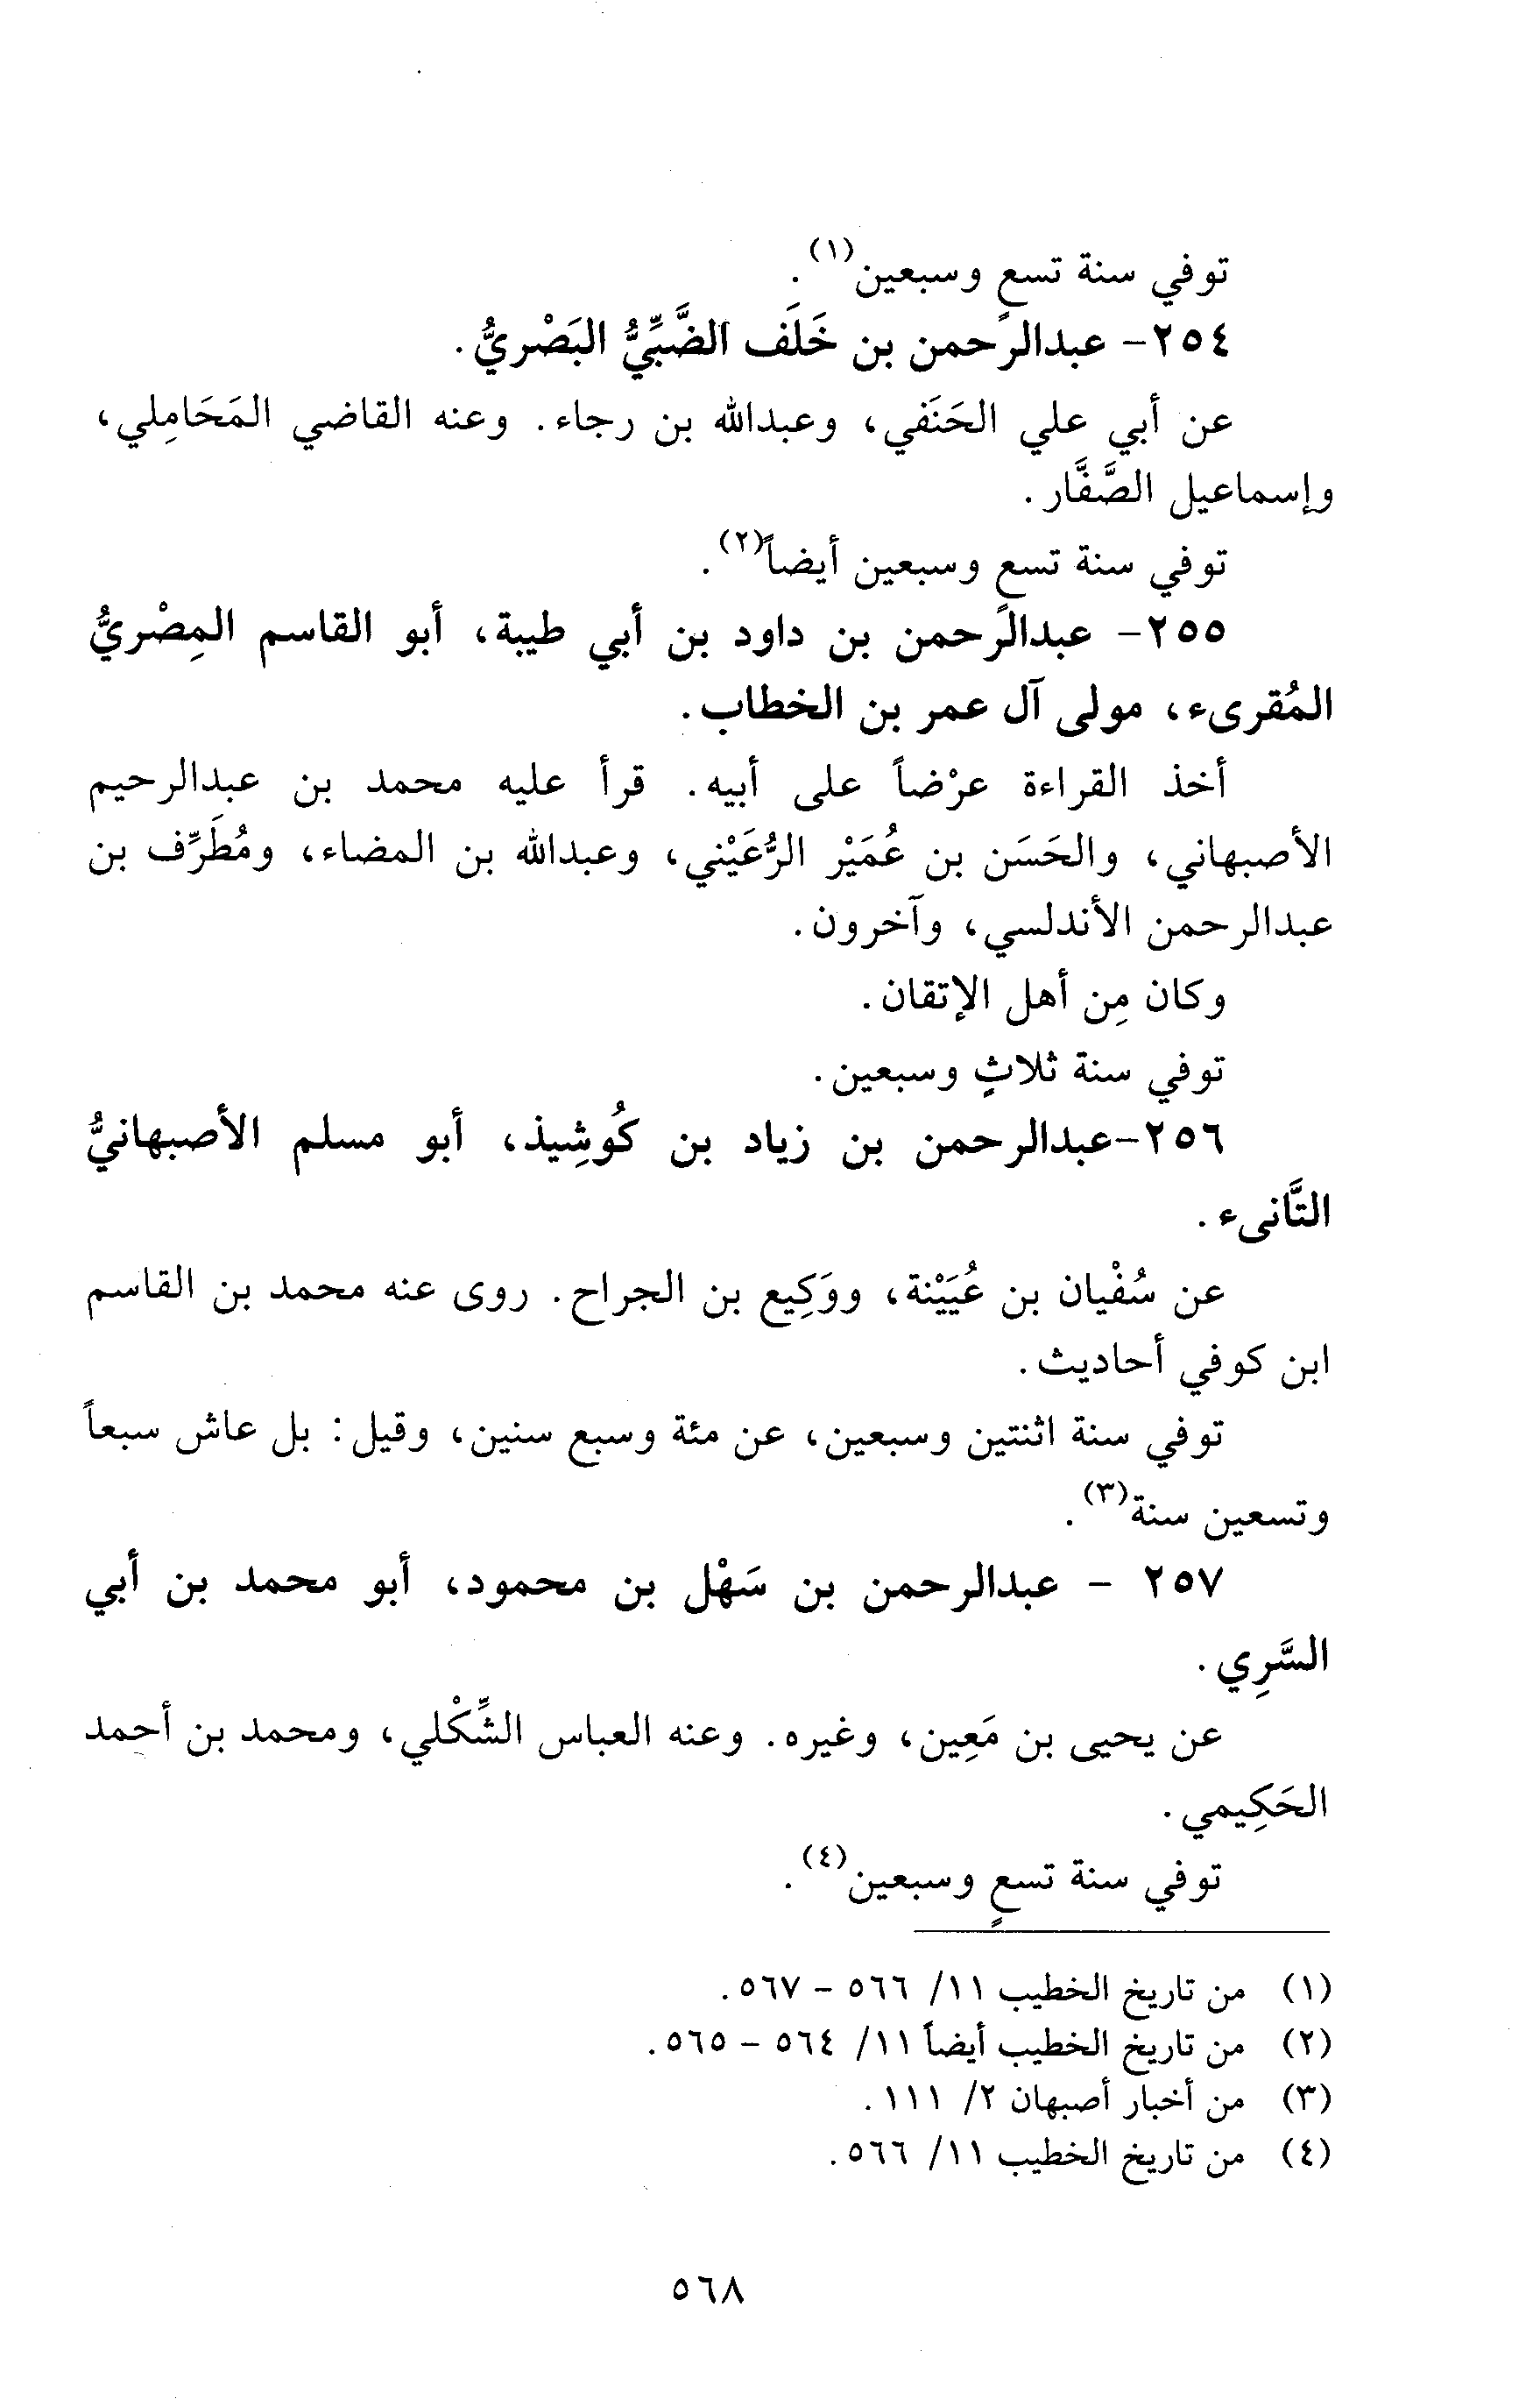 توفي سنة تسعٍ وسبعين(١).
٢٥٤- عبدالرحمن بن خَلَف الضَّبِّيُّ البَصْريُّ.
عن أبي علي الحَنَفي، وعبدالله بن رجاء. وعنه القاضي المَحَامِلي،
وإسماعيل الصَّفَّار.
توفي سنة تسعٍ وسبعين أيضاً(٢).
٢٥٥- عبدالرحمن بن داود بن أبي طيبة، أبو القاسم المِصْريُّ
المُقرىء، مولى آل عمر بن الخطاب.
أخذ القراءة عرْضاً على أبيه. قرأ عليه محمد بن عبدالرحيم
الأصبهاني، والحَسَن بن عُمَيْر الرُّعَيْني، وعبدالله بن المضاء، ومُطَرِّف بن
عبدالرحمن الأندلسي، وآخرون.
وكان مِن أهل الإتقان.
توفي سنة ثلاثٍ وسبعين.
٢٥٦-عبدالرحمن بن زياد بن كُوشِيذ، أبو مسلم الأصبهانيُّ
التَّانىء.
عن سُفْيان بن عُيَيْنة، ووَكِيع بن الجراح. روى عنه محمد بن القاسم
ابن كوفي أحاديث.
توفي سنة اثنتين وسبعين، عن مئة وسبع سنين، وقيل: بل عاش سبعاً
وتسعين سنة(٣).
٢٥٧ - عبدالرحمن بن سَهْل بن محمود، أبو محمد بن أبي
السَّرِي.
عن يحيى بن مَعِين، وغيره. وعنه العباس الشِّكْلي، ومحمد بن أحمد
الحَكِيمي.
توفي سنة تسعٍ وسبعين(٤).
(١) من تاريخ الخطيب ١١/ ٥٦٦ - ٥٦٧.
(٢) من تاريخ الخطيب أيضاً ١١/ ٥٦٤ - ٥٦٥.
(٣) من أخبار أصبهان ٢/ ١١١.
(٤) من تاريخ الخطيب ١١/ ٥٦٦.
٥٦٨